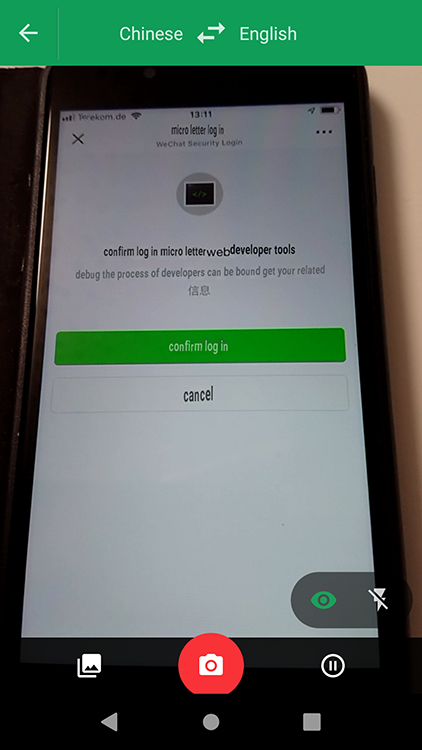 Chinese English
Telekom.de 13:11
micro letter log in
WeChat Security Login
confirm log in micro letter web developer tools
debug the process of developers can be bound get your related
信息
confirm log in
cancel